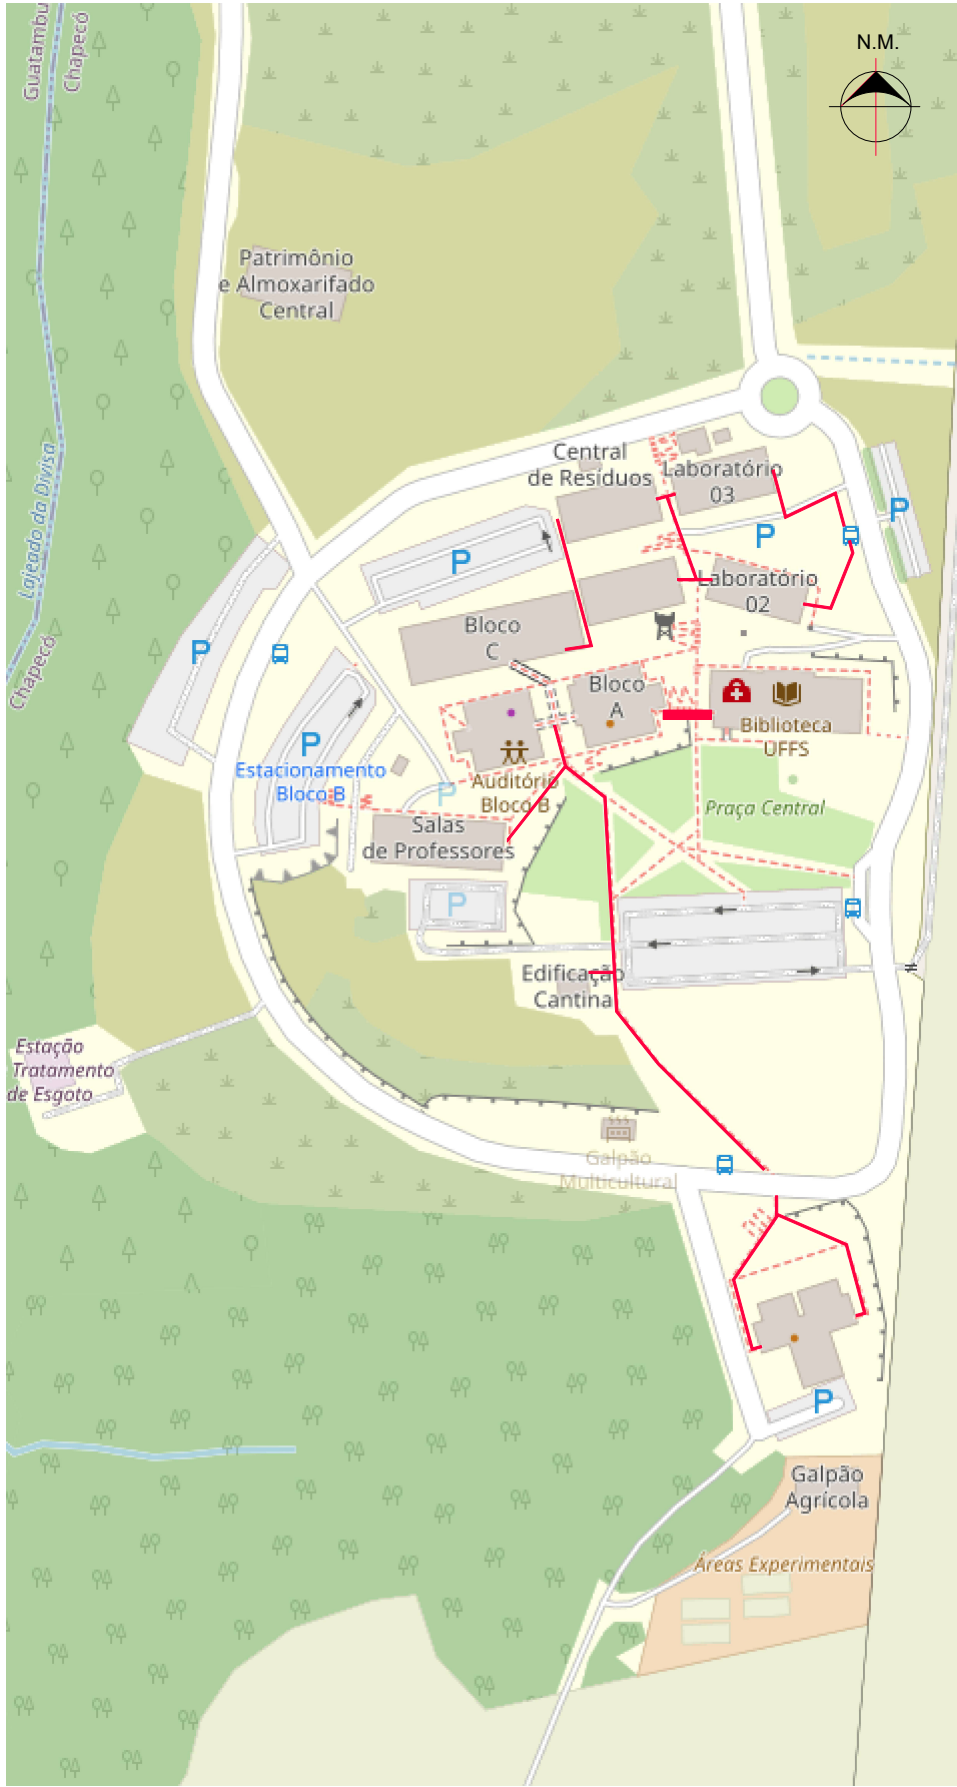 Guatambu
Chapecó
N.M.
Patrimônio
e Almoxarifado
Central
Lajeado da Divisa
Chapecó
Central
de Resíduos
Laboratório
03
P
P
P
Laboratório
02
Bloco
C
P
Bloco
A
Biblioteca
UFFS
P
Estacionamento
Bloco B
Auditório
Bloco B
P
Praça Central
Salas
de Professores
P
Edificação
Cantina
Estação
Tratamento
de Esgoto
Galpão
Multicultural
P
Galpão
Agrícola
Áreas Experimentais